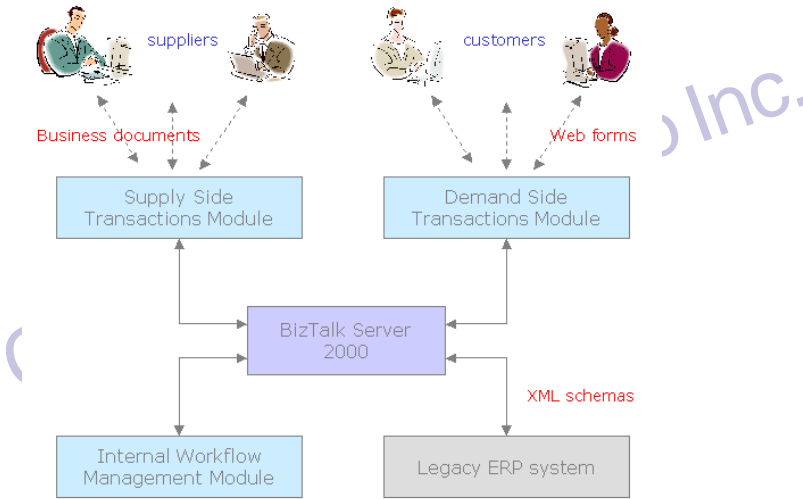 suppliers
customers
Inc.
Business documents
Web forms
Supply Side
Transactions Module
Demand Side
Transactions Module
BizTalk Server
2000
XML schemas
Internal Workflow
Management Module
Legacy ERP system